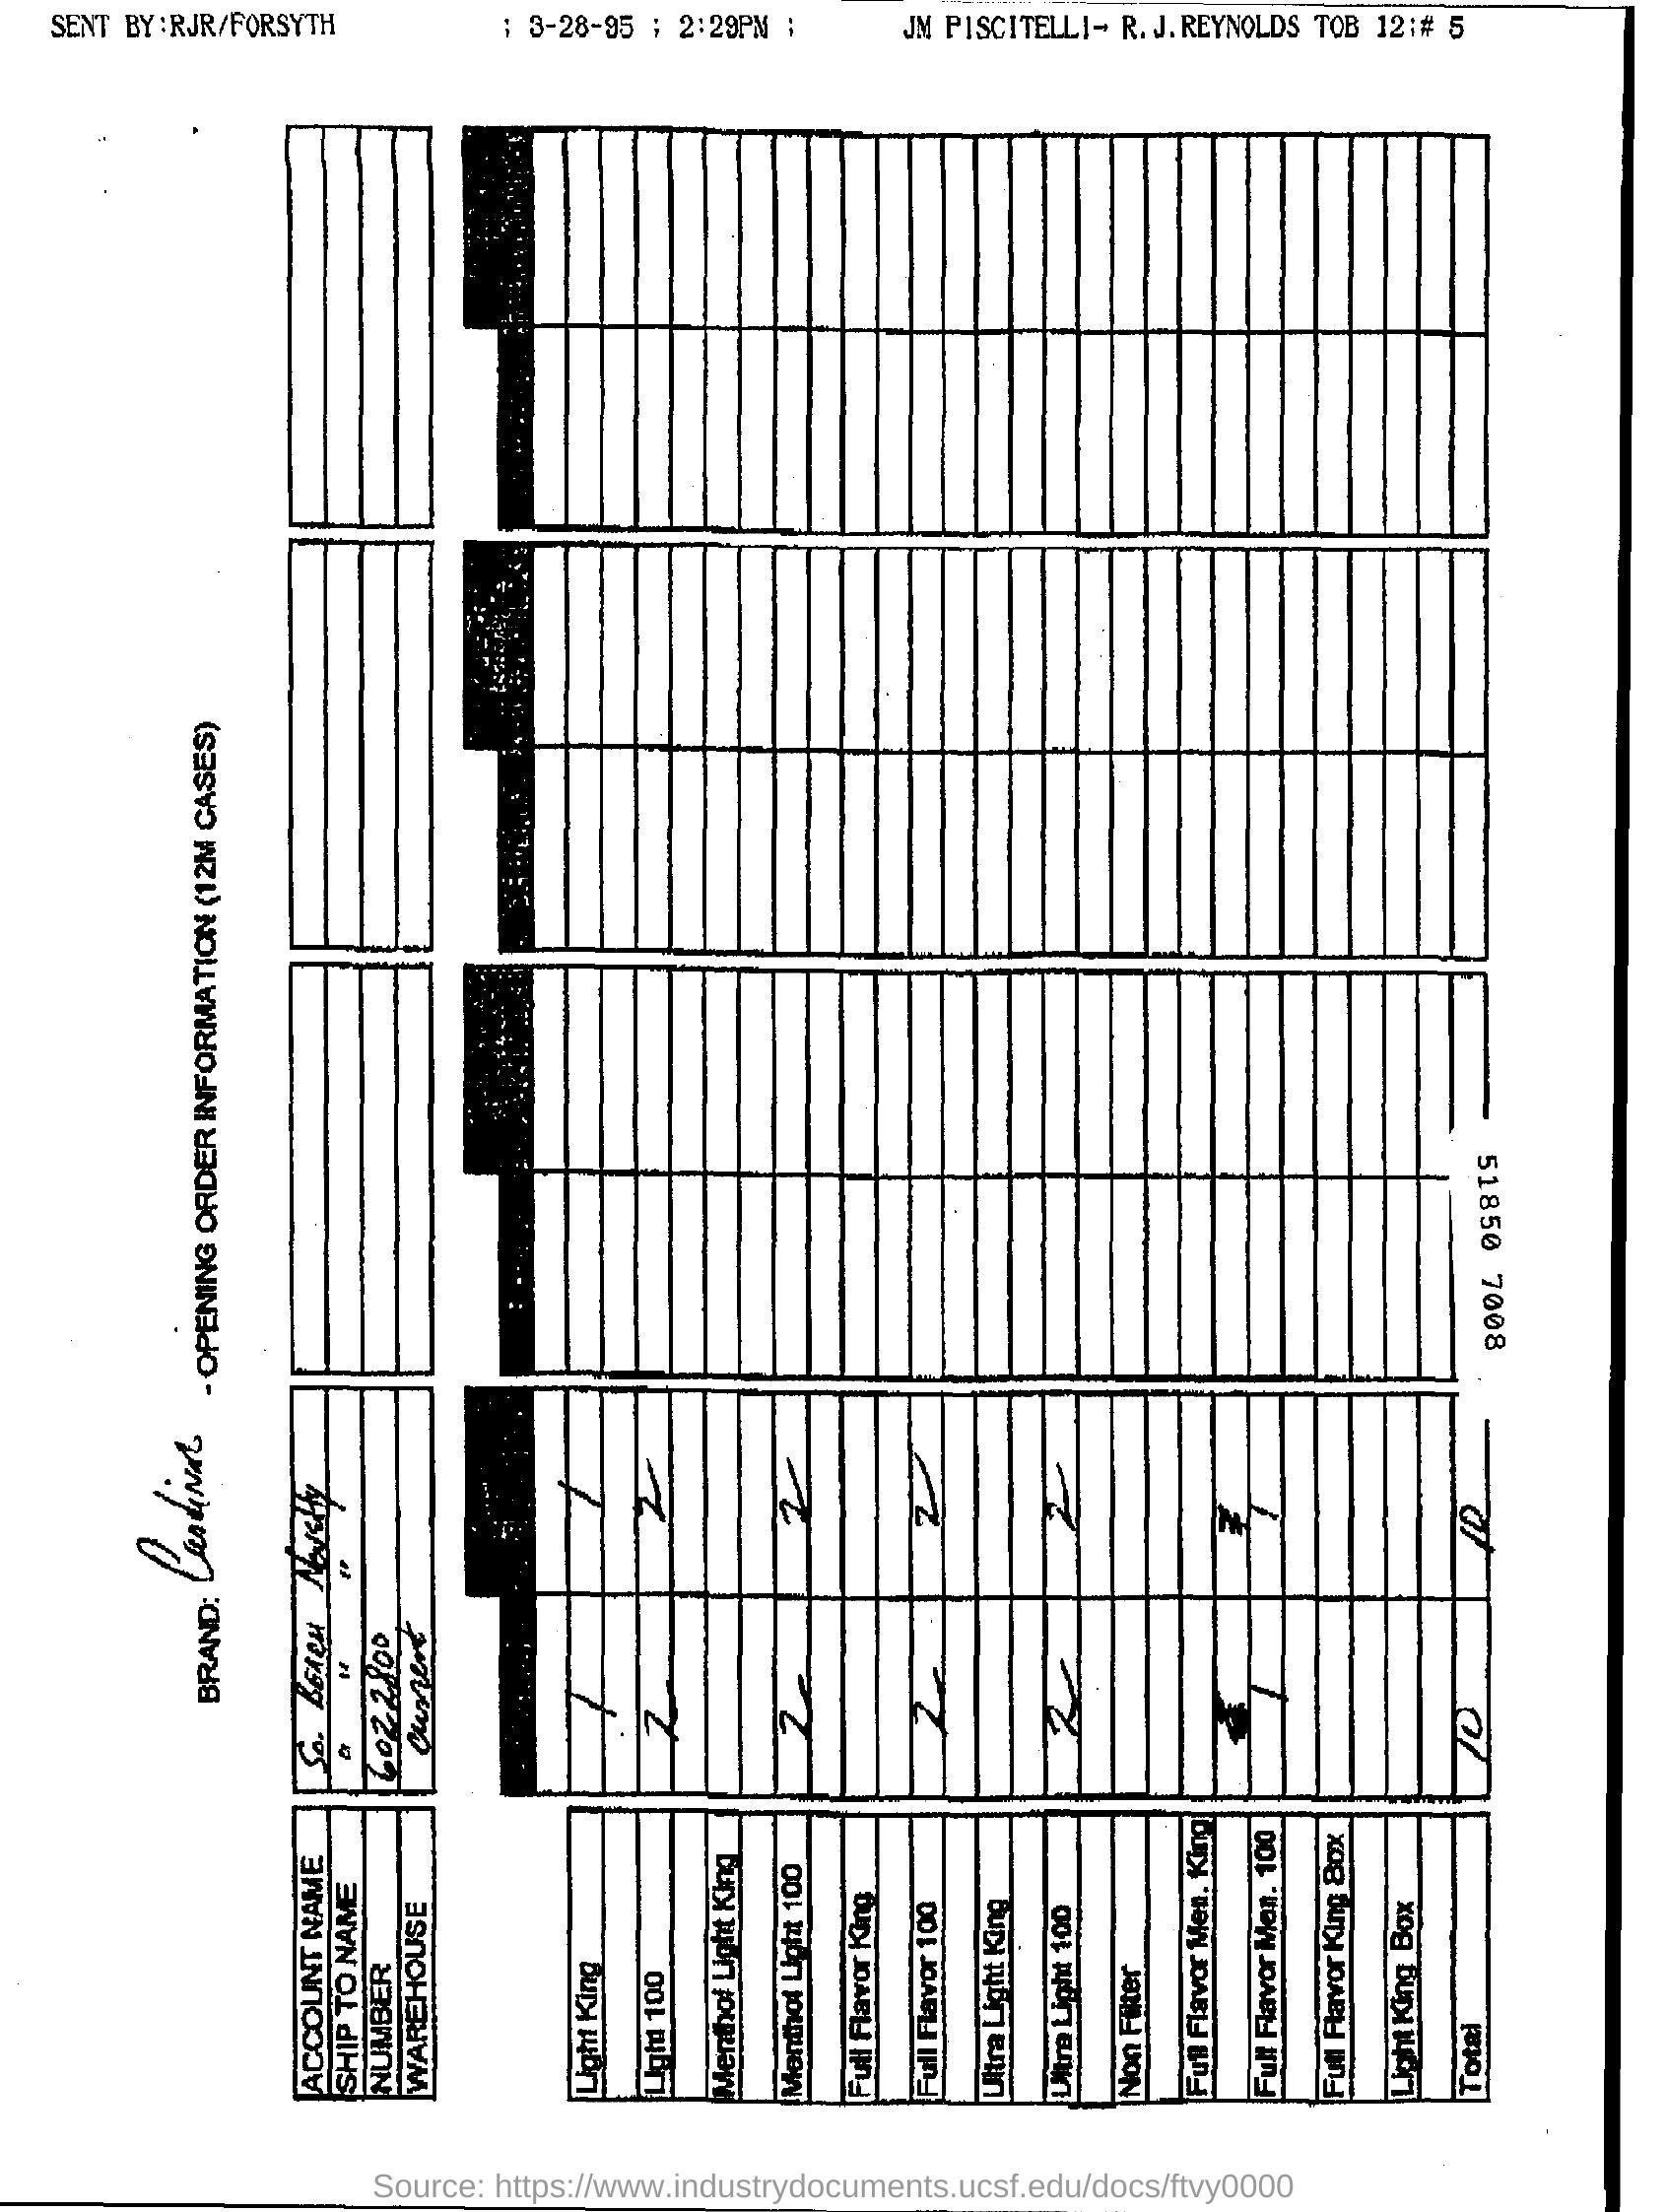 SENT BY:RJR/FORSYTH ; 3-28-95 ; 2:29PM ; JM PISCITELLI→ R.J.REYNOLDS TOB 12;# 5
BRAND: Cardinal - OPENING ORDER INFORMATION (12M CASES)
ACCOUNT NAME So. BEACH Novelty
SHIP TO NAME " " " "
NUMBER 6022800
WAREHOUSE Current
Light King 1 1
Light 100 2 2
Menthol Light King
Menthol Light 100 2 2
Full Flavor King
Full Flavor 100 2 2
Ultra Light King
Ultra Light 100 2 2
Non Filter
Full Flavor Men. King
Full Flavor Men. 100 1 1
Full Flavor King Box
Light King Box
Total 10 10
51850 7008
Source: https://www.industrydocuments.ucsf.edu/docs/ftvy0000